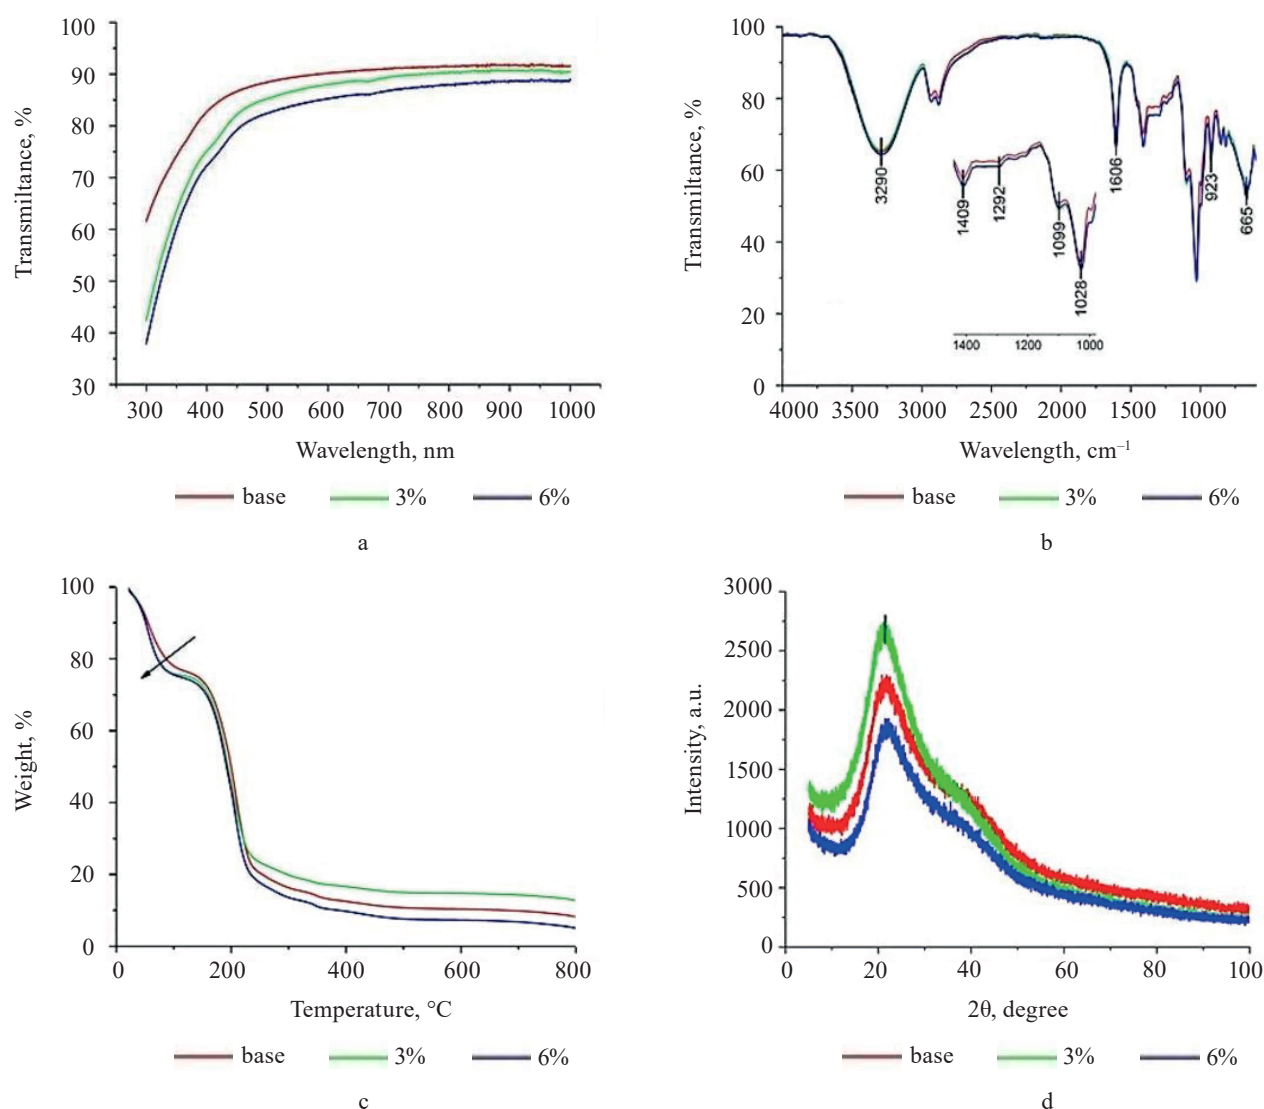 100
90
80
70
60
50
40
30
Transmiltance, %
300 400 500 600 700 800 900 1000
Wavelength, nm
base 3% 6%
a
100
80
60
40
20
0
Transmiltance, %
3290
1409
1292
1099
1028
1606
923
665
1400 1200 1000
4000 3500 3000 2500 2000 1500 1000
Wavelength, cm⁻¹
base 3% 6%
b
100
80
60
40
20
0
Weight, %
0 200 400 600 800
Temperature, °C
base 3% 6%
c
3000
2500
2000
1500
1000
500
0
Intensity, a.u.
0 20 40 60 80 100
2θ, degree
base 3% 6%
d